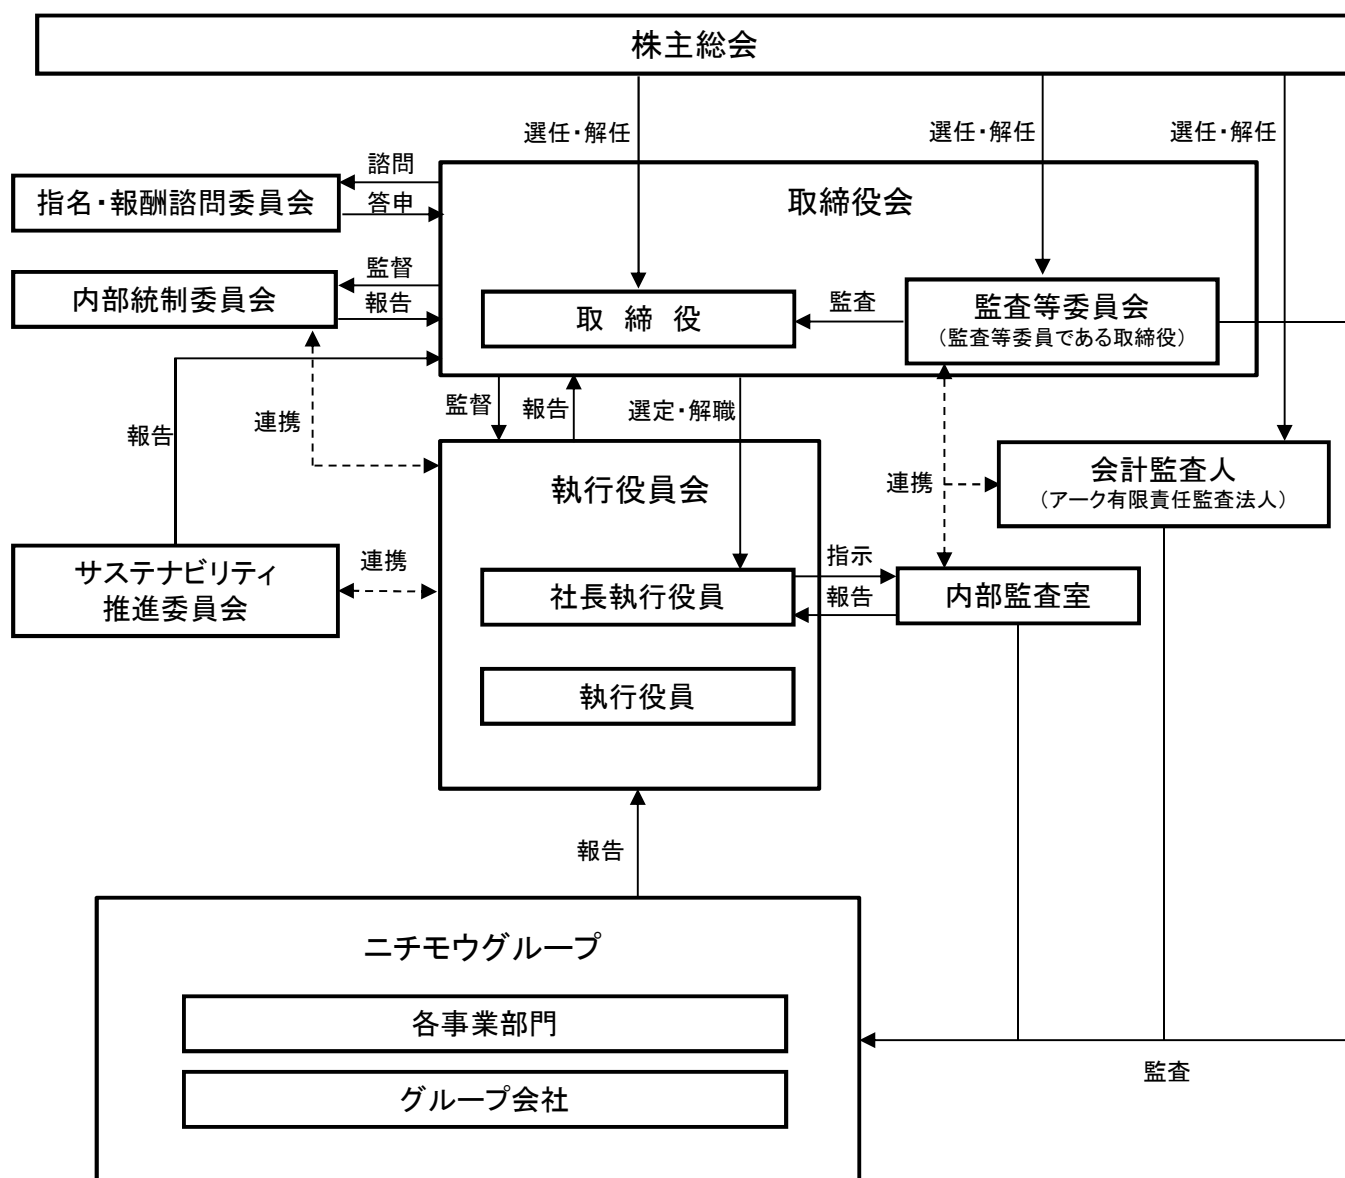 株主総会
選任・解任
選任・解任
選任・解任
諮問
指名・報酬諮問委員会
答申
取締役会
監督
内部統制委員会
報告
取 締 役
監査
監査等委員会
（監査等委員である取締役）
監督
報告
選定・解職
報告
連携
執行役員会
連携
会計監査人
（アーク有限責任監査法人）
サステナビリティ
推進委員会
連携
社長執行役員
指示
報告
内部監査室
執行役員
報告
ニチモウグループ
各事業部門
監査
グループ会社